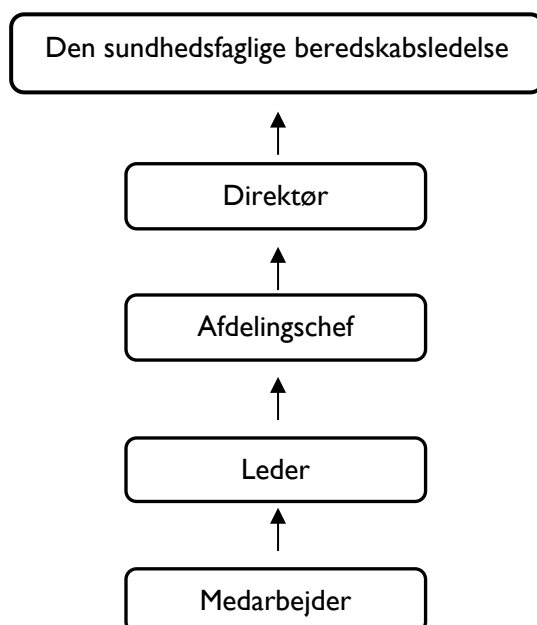 Den sundhedsfaglige beredskabsledelse
Direktør
Afdelingschef
Leder
Medarbejder